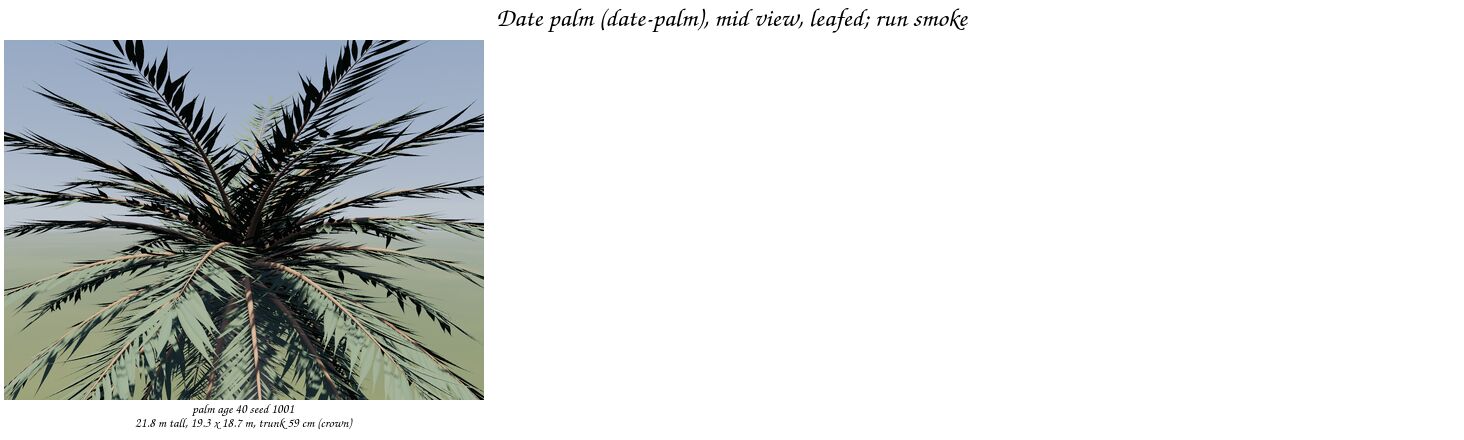 Date palm (date-palm), mid view, leafed; run smoke
palm age 40 seed 1001
21.8 m tall, 19.3 x 18.7 m, trunk 59 cm (crown)